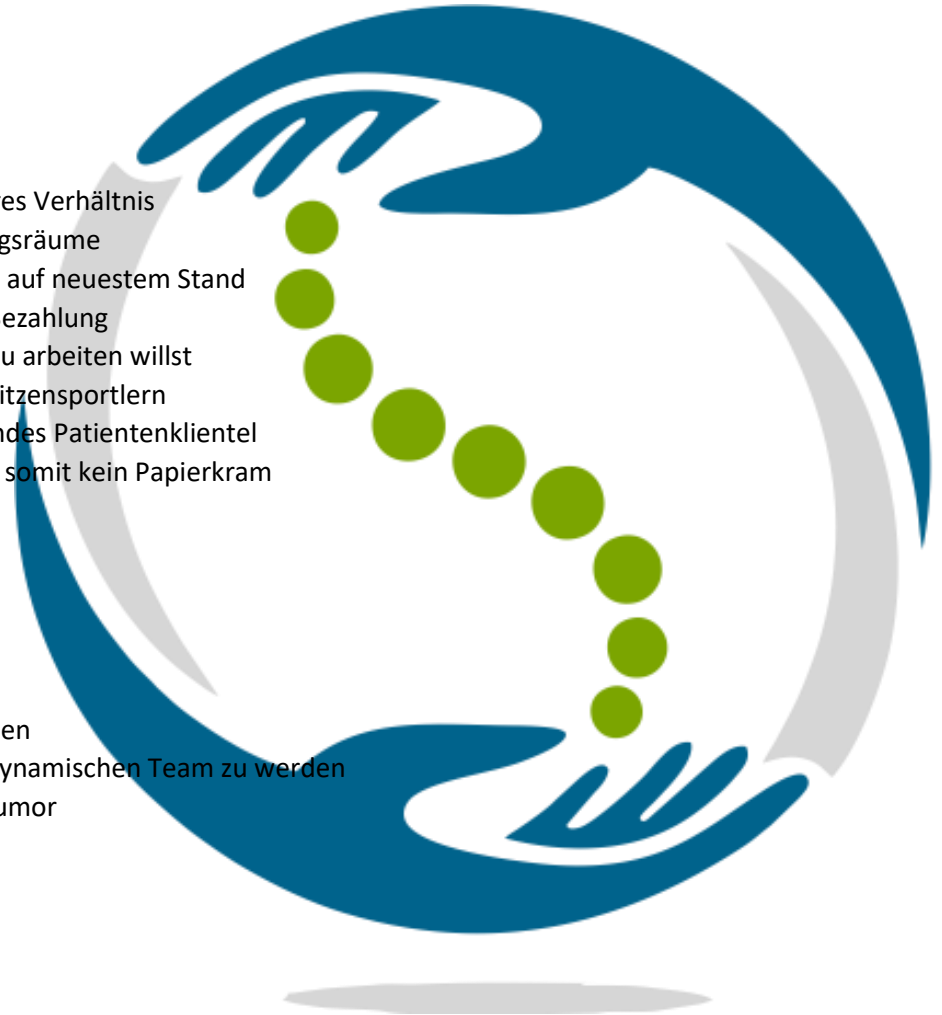 es Verhältnis
gsräume
auf neuestem Stand
Bezahlung
u arbeiten willst
itzensportlern
ndes Patientenklientel
somit kein Papierkram
en
ynamischen Team zu werden
umor